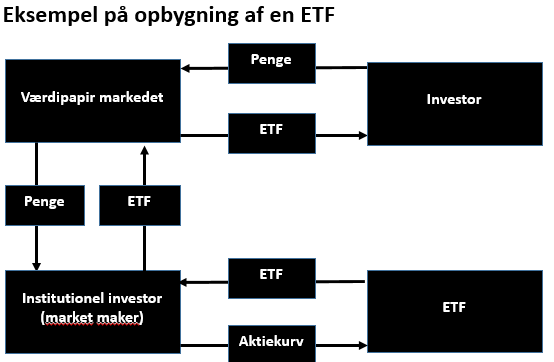 Eksempel på opbygning af en ETF
Penge
Værdipapir markedet
Investor
ETF
Penge
ETF
ETF
Institutionel investor
(market maker)
ETF
Aktiekurv